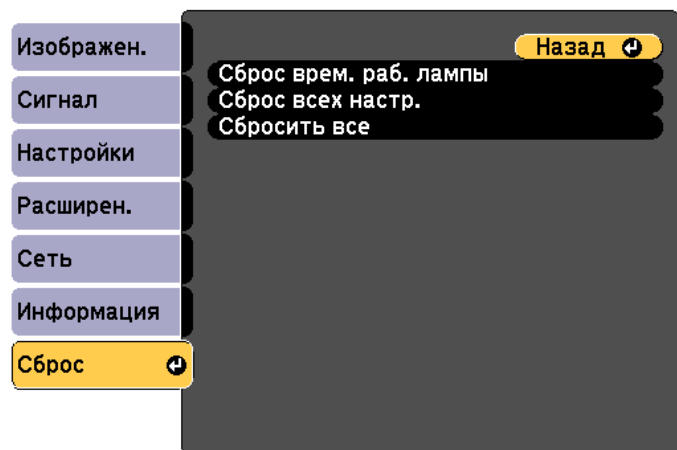 Изображен.
Сигнал
Настройки
Расширен.
Сеть
Информация
Сброс
Назад
Сброс врем. раб. лампы
Сброс всех настр.
Сбросить все